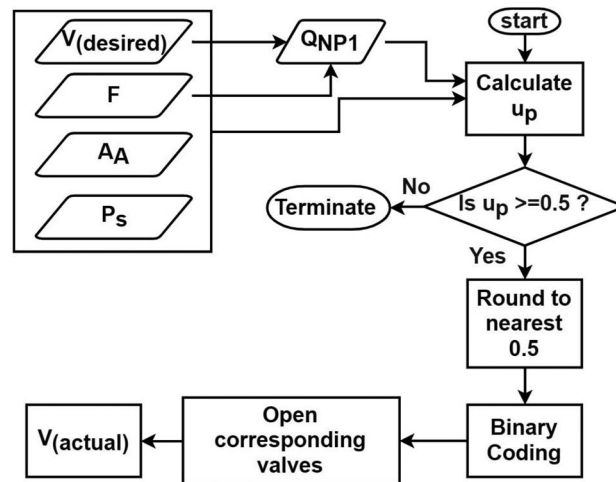 V(desired)
QNP1
start
F
Calculate
up
AA
No
Is up >=0.5 ?
Terminate
Ps
Yes
Round to
nearest
0.5
Open
corresponding
valves
V(actual)
Binary
Coding